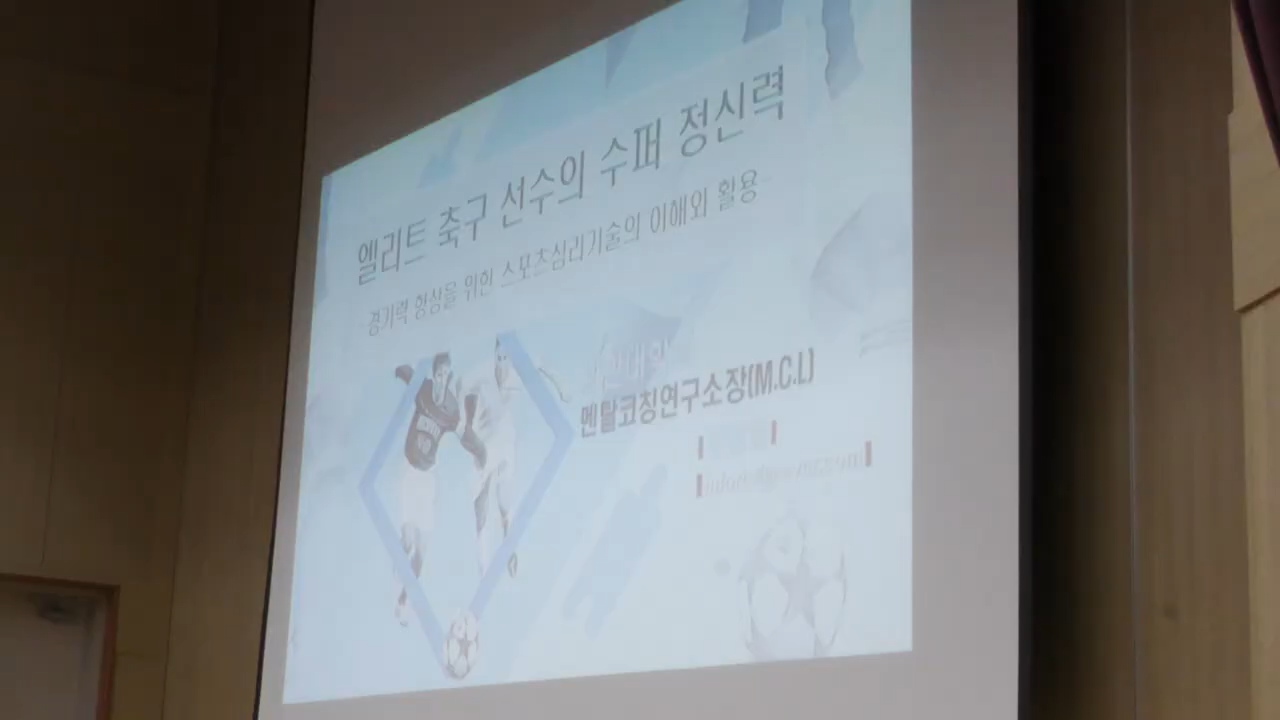 엘리트 축구 선수의 수퍼 정신력
-경기력 향상을 위한 스포츠심리기술의 이해외 활용-
멘탈코칭연구소장(M.C.L)